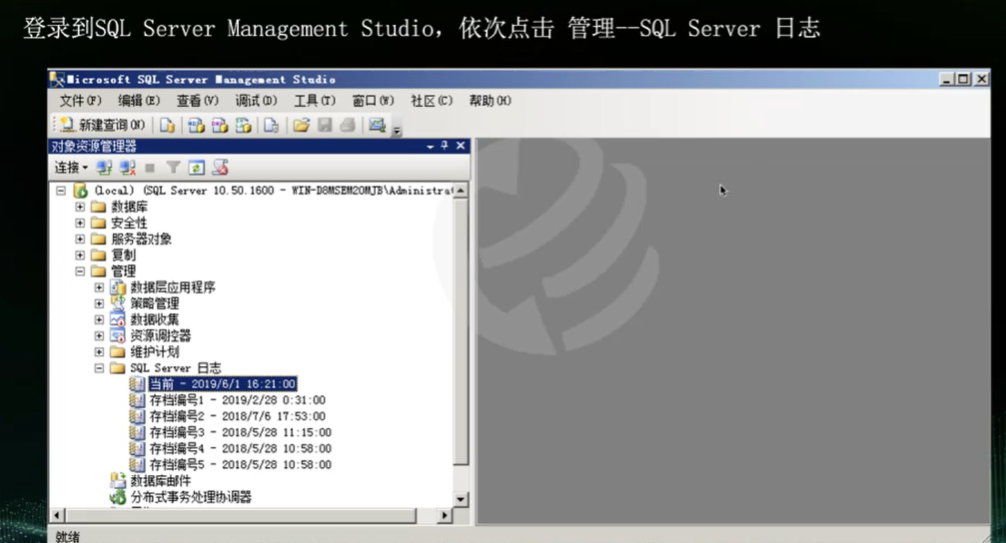 登录到SQL Server Management Studio，依次点击 管理--SQL Server 日志
Microsoft SQL Server Management Studio
文件(F) 编辑(E) 查看(V) 调试(D) 工具(T) 窗口(W) 社区(C) 帮助(H)
新建查询(N)
对象资源管理器
连接
(local) (SQL Server 10.50.1600 - WIN-D8MSEM20MJB\Administrat
数据库
安全性
服务器对象
复制
管理
数据层应用程序
策略管理
数据收集
资源调控器
维护计划
SQL Server 日志
当前 - 2019/6/1 16:21:00
存档编号1 - 2019/2/28 0:31:00
存档编号2 - 2018/7/6 17:53:00
存档编号3 - 2018/5/28 11:15:00
存档编号4 - 2018/5/28 10:58:00
存档编号5 - 2018/5/28 10:58:00
数据库邮件
分布式事务处理协调器
就绪